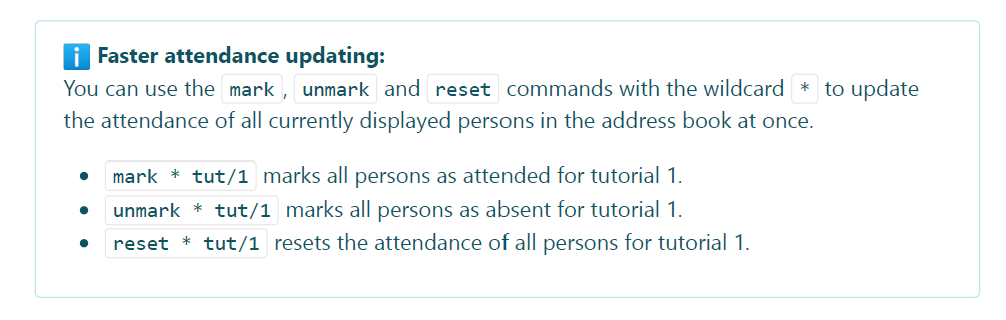 ℹ️ Faster attendance updating:
You can use the mark , unmark and reset commands with the wildcard * to update
the attendance of all currently displayed persons in the address book at once.
• mark * tut/1 marks all persons as attended for tutorial 1.
• unmark * tut/1 marks all persons as absent for tutorial 1.
• reset * tut/1 resets the attendance of all persons for tutorial 1.